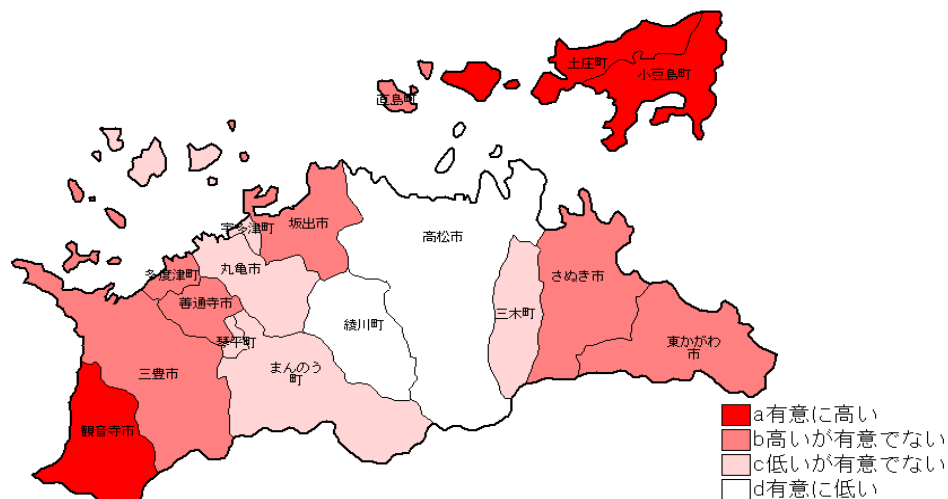 土庄町
小豆島町
直島町
坂出市
宇多津町
高松市
丸亀市
多度津町
さぬき市
善通寺市
三木町
綾川町
琴平町
東かがわ
市
まんのう
町
三豊市
観音寺市
a有意に高い
b高いが有意でない
c低いが有意でない
d有意に低い